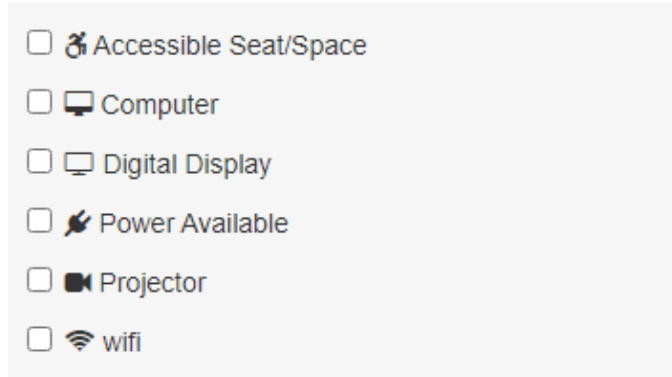 Accessible Seat/Space
Computer
Digital Display
Power Available
Projector
wifi